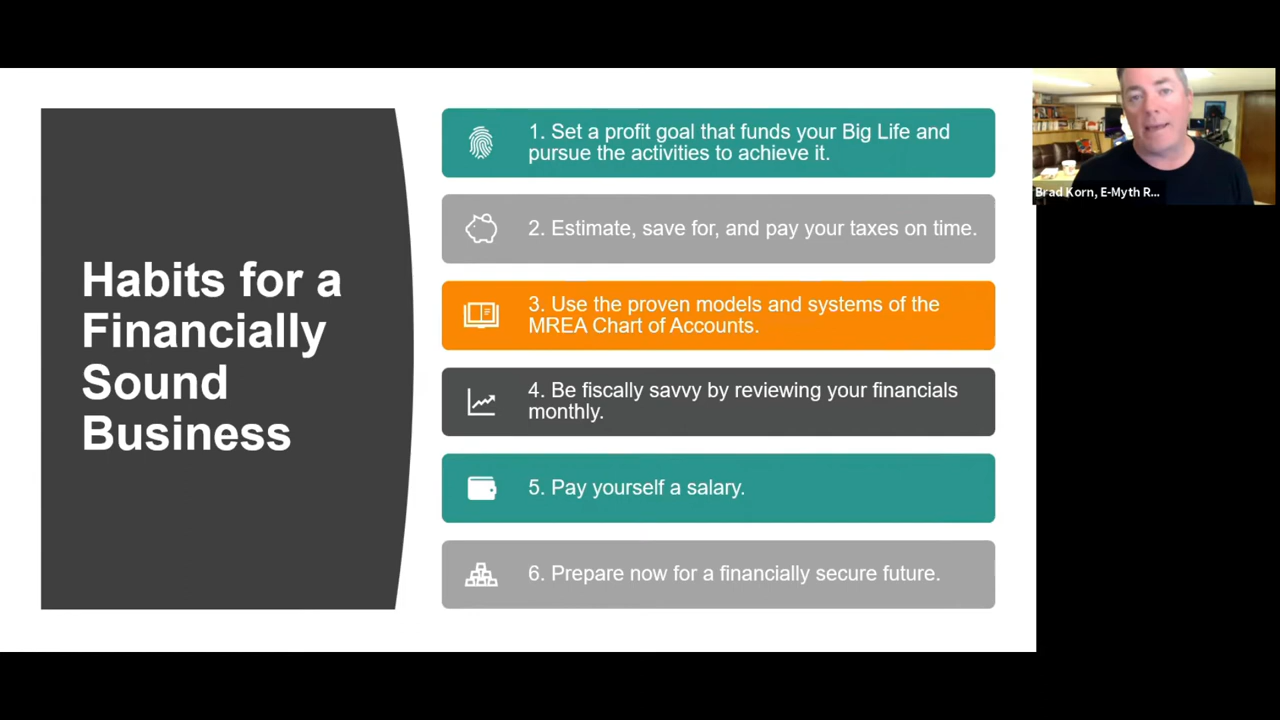 Habits for a
Financially
Sound
Business
1. Set a profit goal that funds your Big Life and
pursue the activities to achieve it.
2. Estimate, save for, and pay your taxes on time.
3. Use the proven models and systems of the
MREA Chart of Accounts.
4. Be fiscally savvy by reviewing your financials
monthly.
5. Pay yourself a salary.
6. Prepare now for a financially secure future.
Brad Korn, E-Myth R...